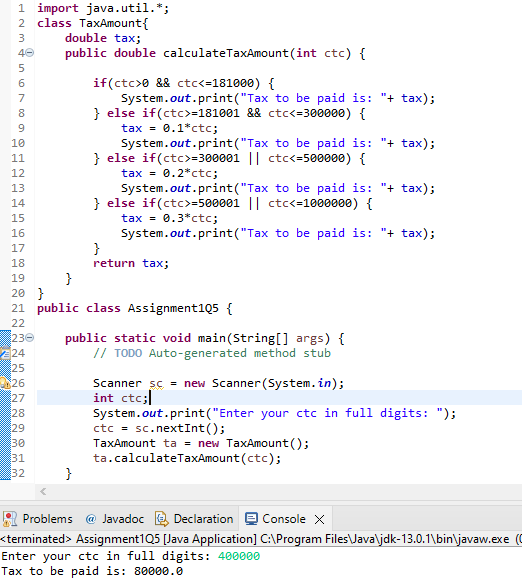 1 import java.util.*;
2 class TaxAmount{
3 double tax;
4 public double calculateTaxAmount(int ctc) {
5
6 if(ctc>0 && ctc<=181000) {
7 System.out.print("Tax to be paid is: "+ tax);
8 } else if(ctc>=181001 && ctc<=300000) {
9 tax = 0.1*ctc;
10 System.out.print("Tax to be paid is: "+ tax);
11 } else if(ctc>=300001 || ctc<=500000) {
12 tax = 0.2*ctc;
13 System.out.print("Tax to be paid is: "+ tax);
14 } else if(ctc>=500001 || ctc<=1000000) {
15 tax = 0.3*ctc;
16 System.out.print("Tax to be paid is: "+ tax);
17 }
18 return tax;
19 }
20 }
21 public class Assignment1Q5 {
22
23 public static void main(String[] args) {
24 // TODO Auto-generated method stub
25
26 Scanner sc = new Scanner(System.in);
27 int ctc;
28 System.out.print("Enter your ctc in full digits: ");
29 ctc = sc.nextInt();
30 TaxAmount ta = new TaxAmount();
31 ta.calculateTaxAmount(ctc);
32 }
Problems @ Javadoc Declaration Console
<terminated> Assignment1Q5 [Java Application] C:\Program Files\Java\jdk-13.0.1\bin\javaw.exe (
Enter your ctc in full digits: 400000
Tax to be paid is: 80000.0